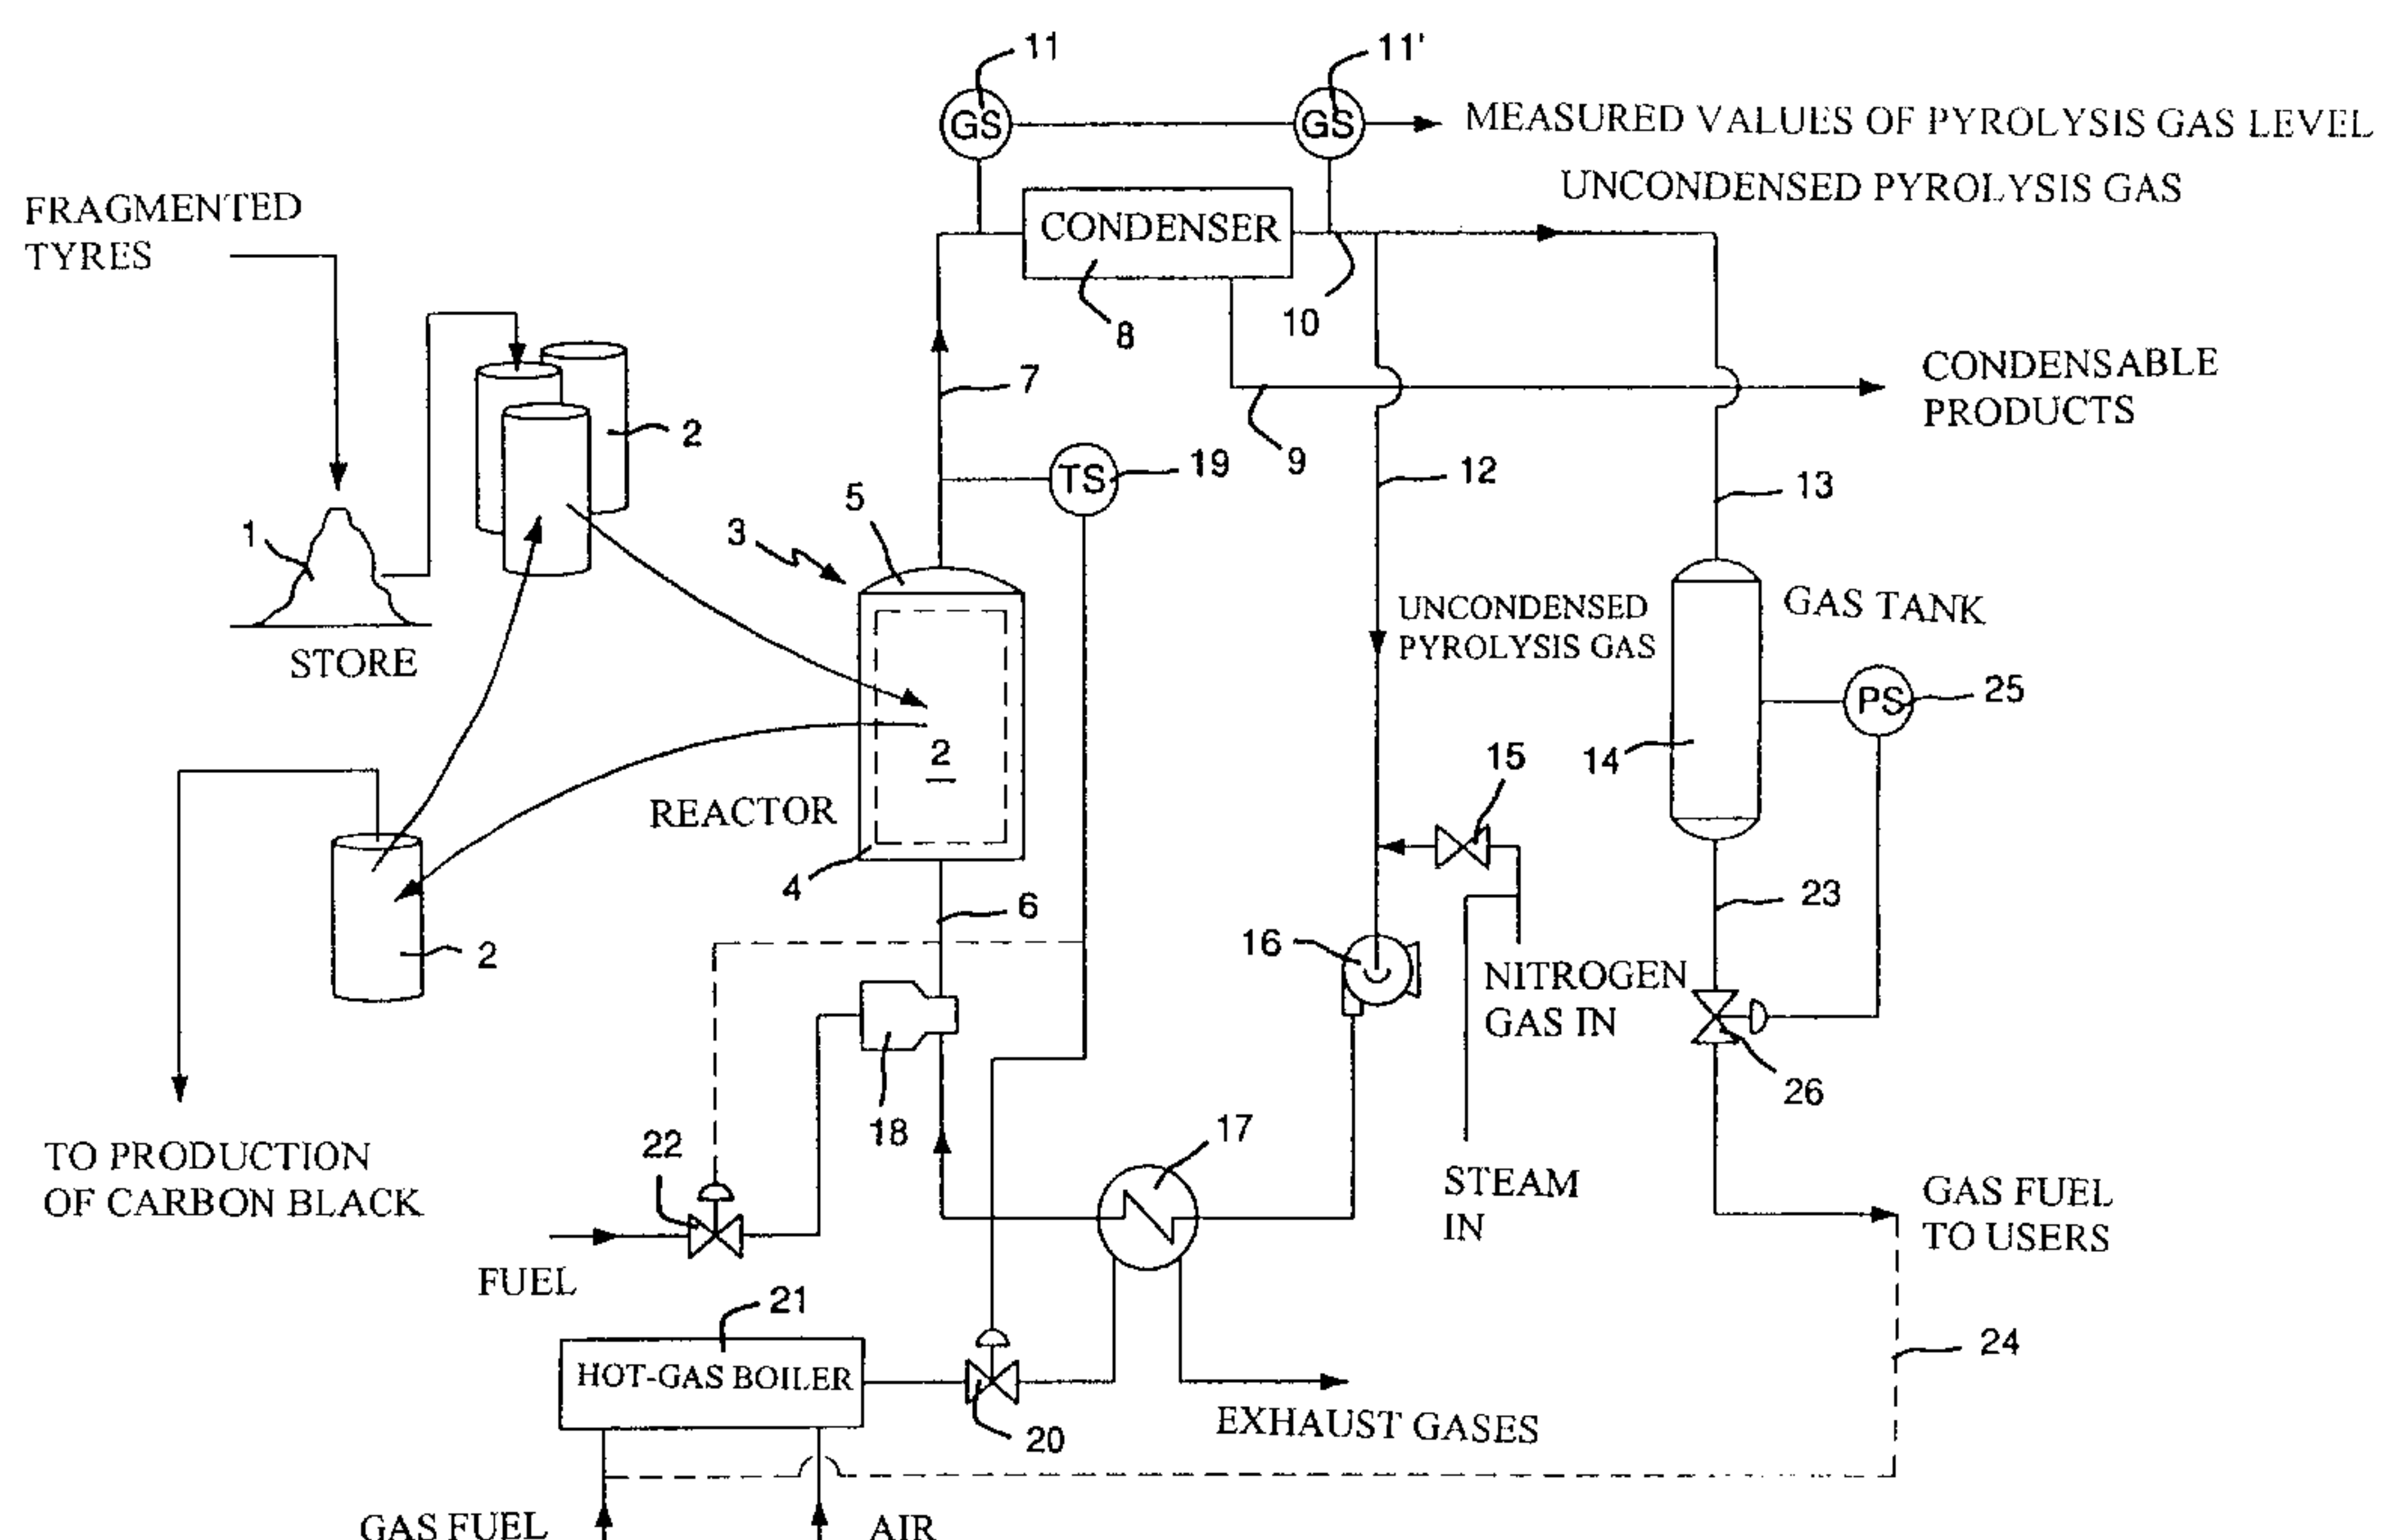 11
11'
GS
GS
MEASURED VALUES OF PYROLYSIS GAS LEVEL
UNCONDENSED PYROLYSIS GAS
FRAGMENTED
TYRES
CONDENSER
8
10
7
2
CONDENSABLE
PRODUCTS
9
TS
19
12
13
5
3
1
STORE
UNCONDENSED
PYROLYSIS GAS
GAS TANK
PS
25
14
15
2
REACTOR
4
6
23
2
16
NITROGEN
GAS IN
26
18
17
22
TO PRODUCTION
OF CARBON BLACK
STEAM
IN
GAS FUEL
TO USERS
FUEL
21
24
HOT-GAS BOILER
20
EXHAUST GASES
GAS FUEL
AIR